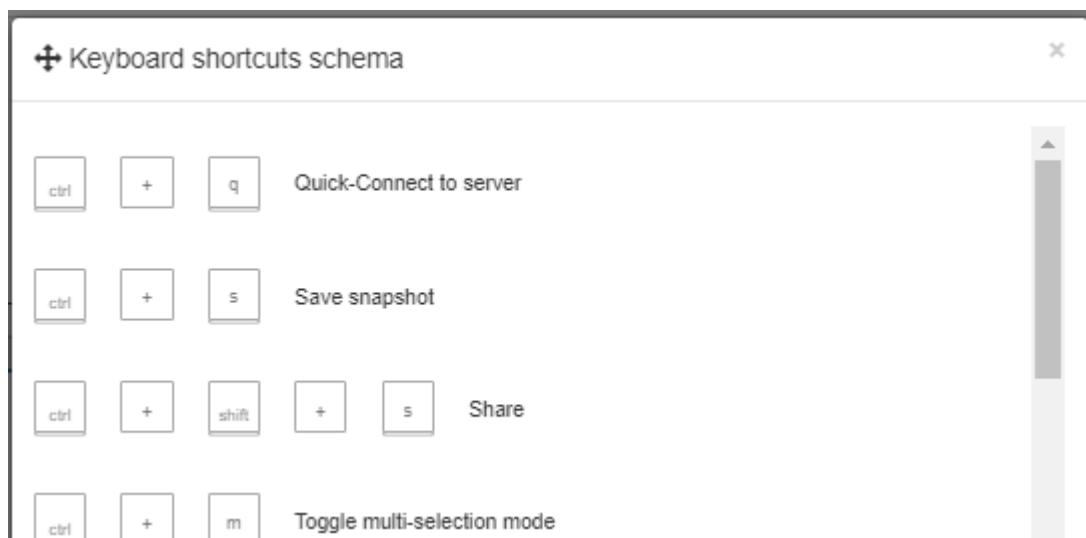 Keyboard shortcuts schema ×
ctrl + q Quick-Connect to server
ctrl + s Save snapshot
ctrl + shift + s Share
ctrl + m Toggle multi-selection mode